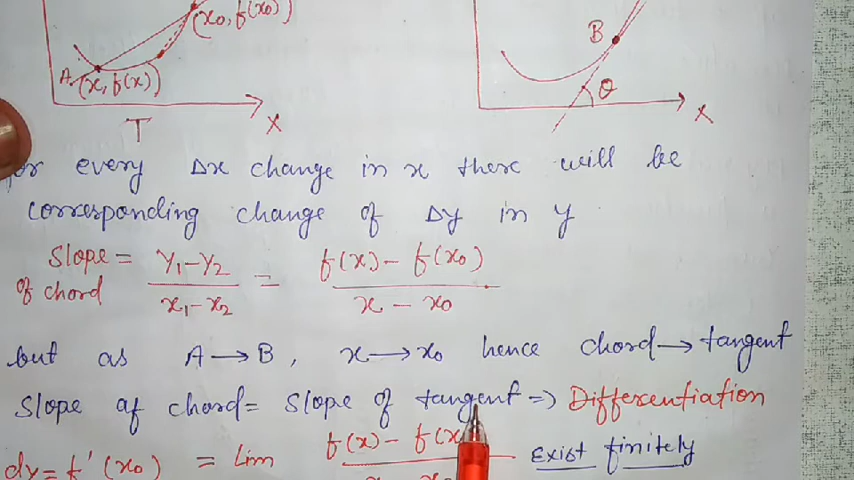 (x0, f(x0))
B
A
(x, f(x))
θ
T
X
X
for every Δx change in x there will be
corresponding change of Δy in y
Slope of chord = y1-y2 / x1-x2 = f(x) - f(x0) / x - x0
but as A → B, x → x0 hence chord → tangent
Slope of chord = Slope of tangent => Differentiation
dy = f'(x0) = Lim f(x) - f(x Exist finitely